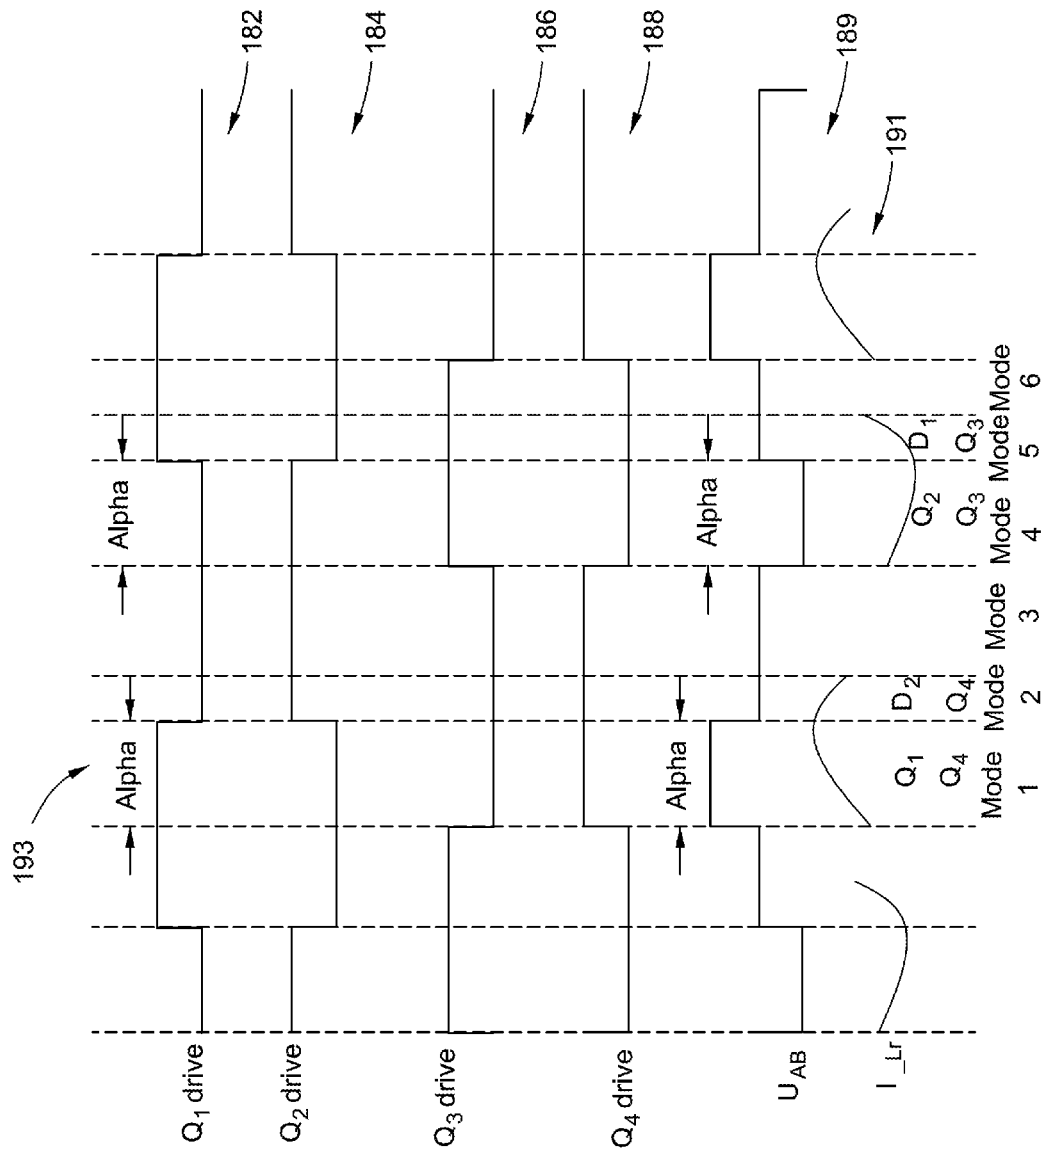 193
Q1 drive
Alpha
Alpha
182
Q2 drive
184
Q3 drive
186
Q4 drive
188
Alpha
Alpha
UAB
189
I_Lr
191
Q1
Q4
D2
Q4
Q2
Q3
D1
Q3
Mode
1
Mode
2
Mode
3
Mode
4
Mode
5
Mode
6